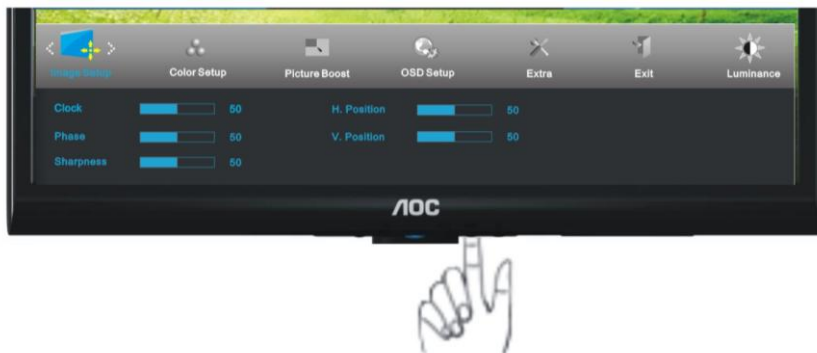 Image Setup Color Setup Picture Boost OSD Setup Extra Exit Luminance
Clock 50 H. Position 50
Phase 50 V. Position 50
Sharpness 50
AOC